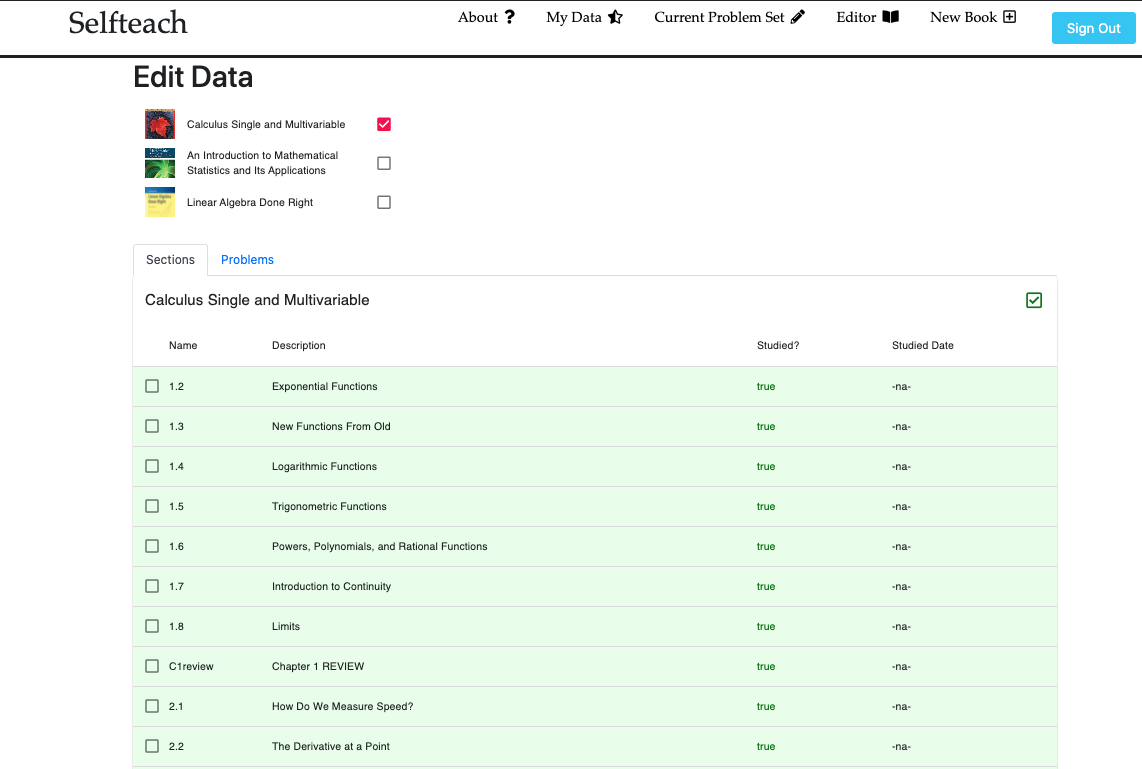 Selfteach
About ? My Data Current Problem Set Editor New Book Sign Out
Edit Data
Calculus Single and Multivariable
An Introduction to Mathematical
Statistics and Its Applications
Linear Algebra Done Right
Sections Problems
Calculus Single and Multivariable
Name Description Studied? Studied Date
1.2 Exponential Functions true -na-
1.3 New Functions From Old true -na-
1.4 Logarithmic Functions true -na-
1.5 Trigonometric Functions true -na-
1.6 Powers, Polynomials, and Rational Functions true -na-
1.7 Introduction to Continuity true -na-
1.8 Limits true -na-
C1review Chapter 1 REVIEW true -na-
2.1 How Do We Measure Speed? true -na-
2.2 The Derivative at a Point true -na-